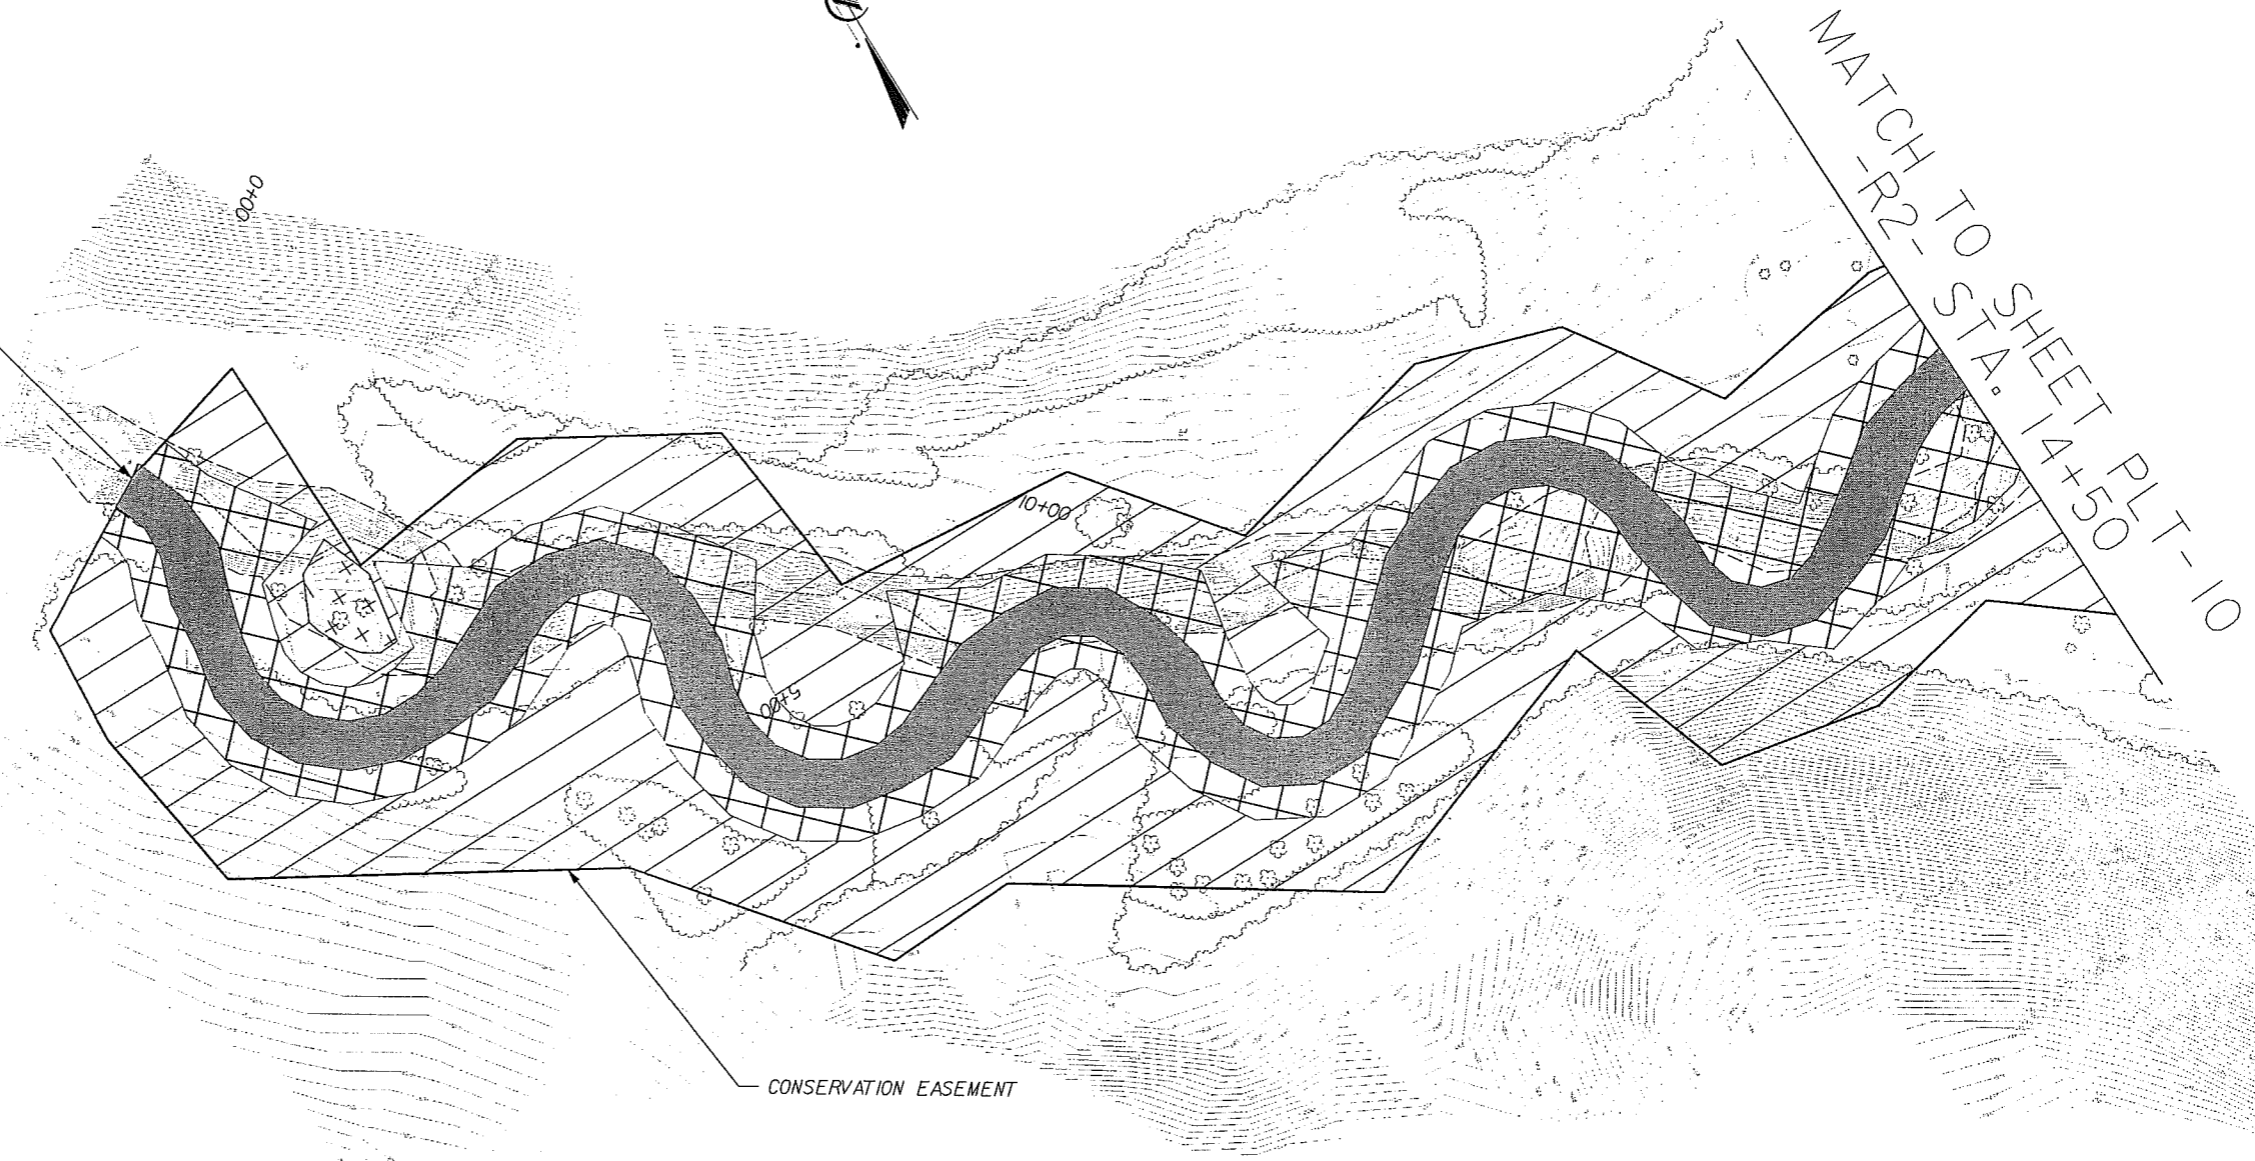 0+00
MATCH TO SHEET PLT-10
-R2- STA. 14+50
10+00
5+00
CONSERVATION EASEMENT